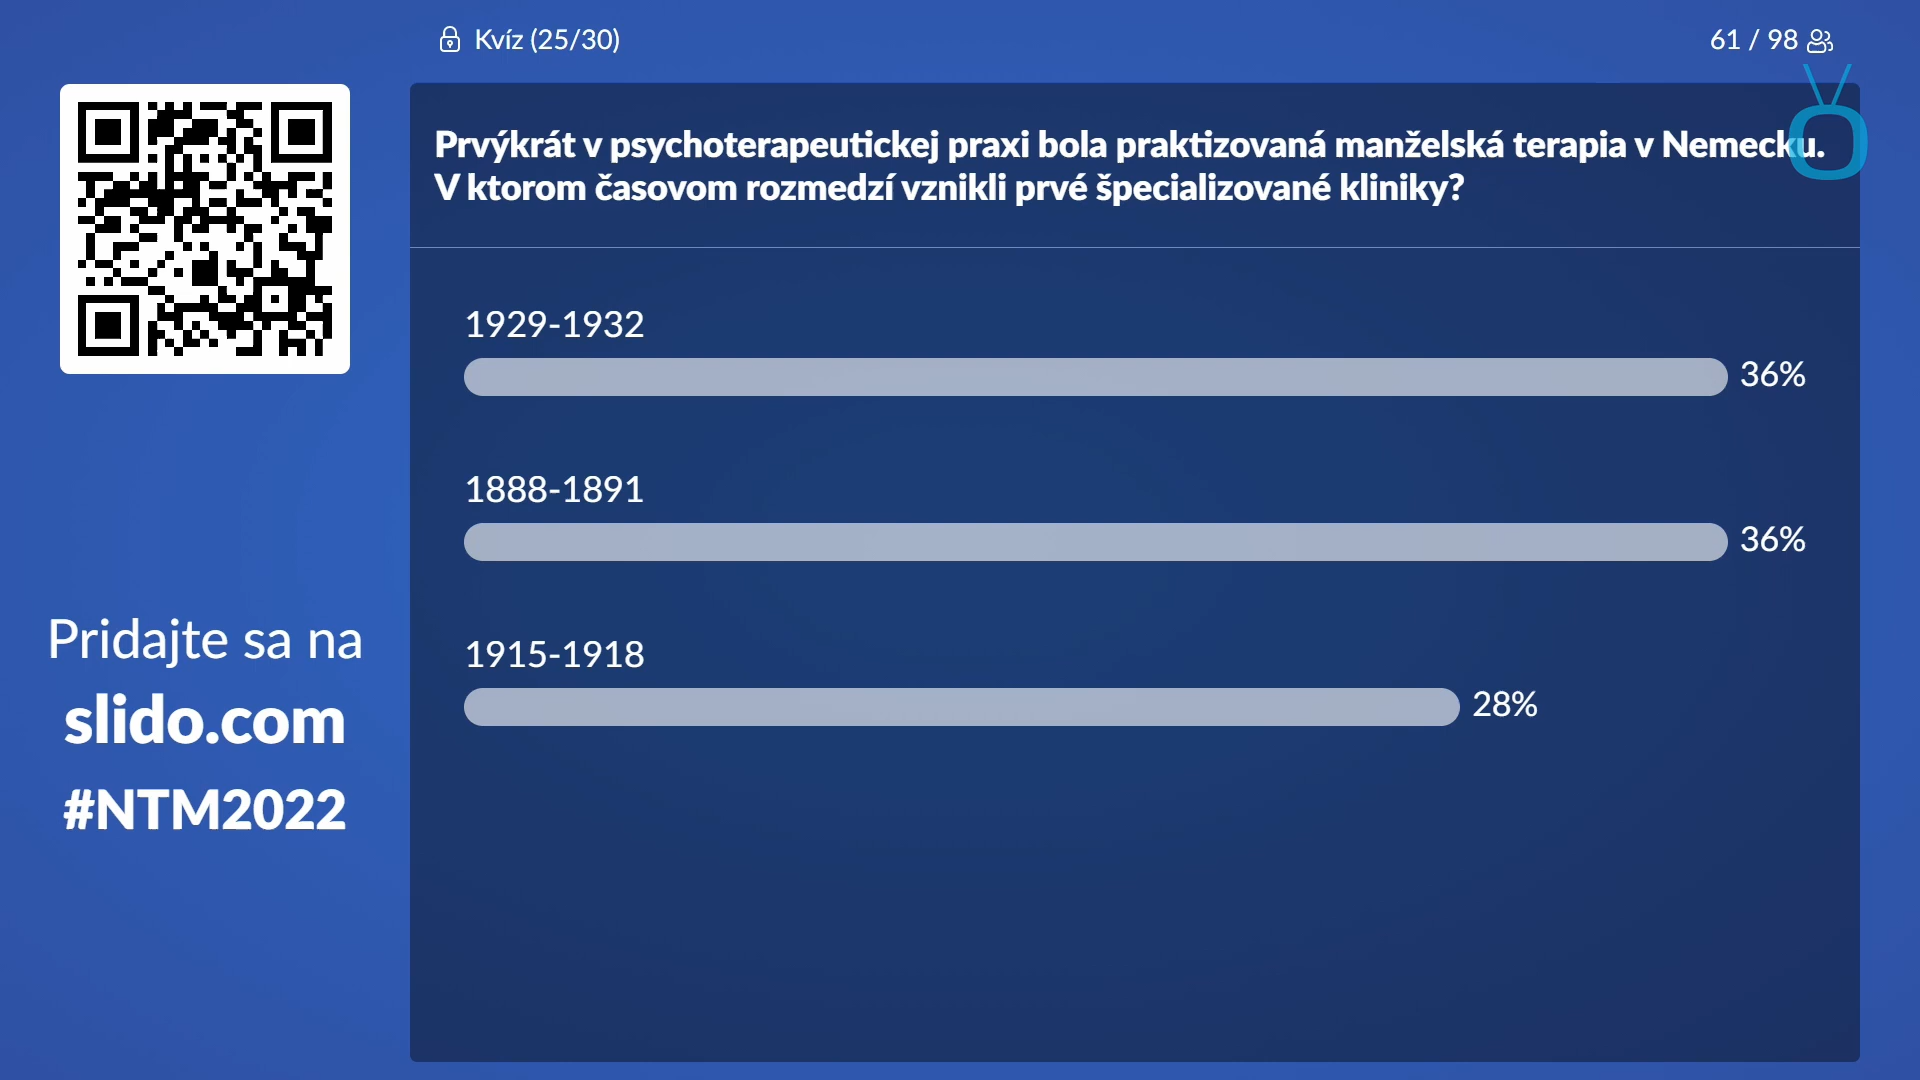 Kvíz (25/30)
61 / 98
Prvýkrát v psychoterapeutickej praxi bola praktizovaná manželská terapia v Nemecku.
V ktorom časovom rozmedzí vznikli prvé špecializované kliniky?
1929-1932
36%
1888-1891
36%
1915-1918
28%
Pridajte sa na
slido.com
#NTM2022